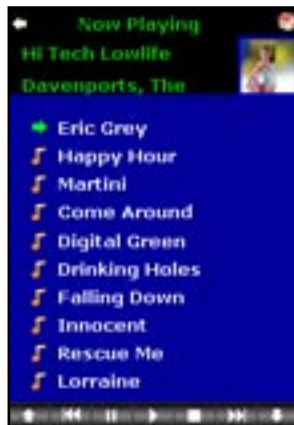 Now Playing
Hi Tech Lowlife
Davenports, The
Eric Grey
Happy Hour
Martini
Come Around
Digital Green
Drinking Holes
Falling Down
Innocent
Rescue Me
Lorraine